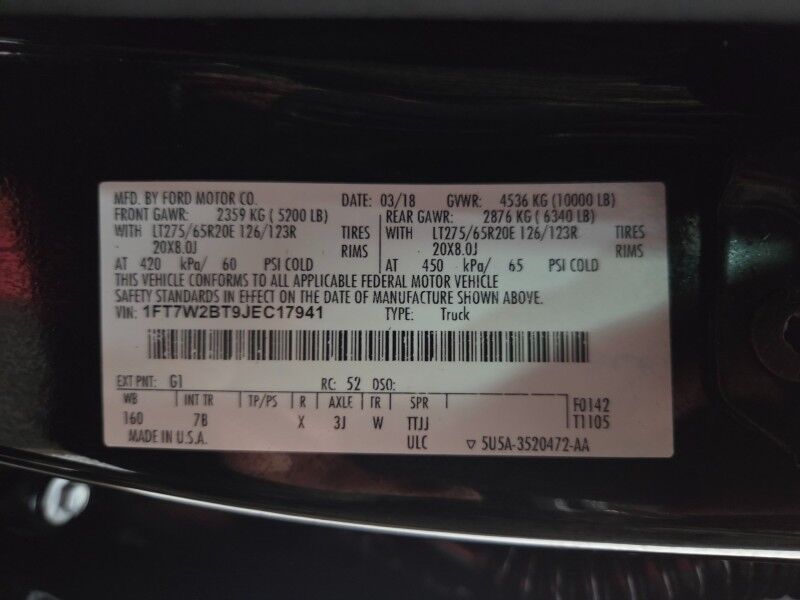 MFD. BY FORD MOTOR CO. DATE: 03/18 GVWR: 4536 KG (10000 LB)
FRONT GAWR: 2359 KG ( 5200 LB) REAR GAWR: 2876 KG ( 6340 LB)
WITH LT275/65R20E 126/123R TIRES WITH LT275/65R20E 126/123R TIRES
20X8.0J RIMS 20X8.0J RIMS
AT 420 kPa/ 60 PSI COLD AT 450 kPa/ 65 PSI COLD
THIS VEHICLE CONFORMS TO ALL APPLICABLE FEDERAL MOTOR VEHICLE
SAFETY STANDARDS IN EFFECT ON THE DATE OF MANUFACTURE SHOWN ABOVE.
VIN: 1FT7W2BT9JEC17941 TYPE: Truck
EXT PNT: G1 RC: 52 DSO:
WB INT TR TP/PS R AXLE TR SPR F0142
160 7B X 3J W TTJJ T1105
MADE IN U.S.A. ULC ▽ 5U5A-3520472-AA